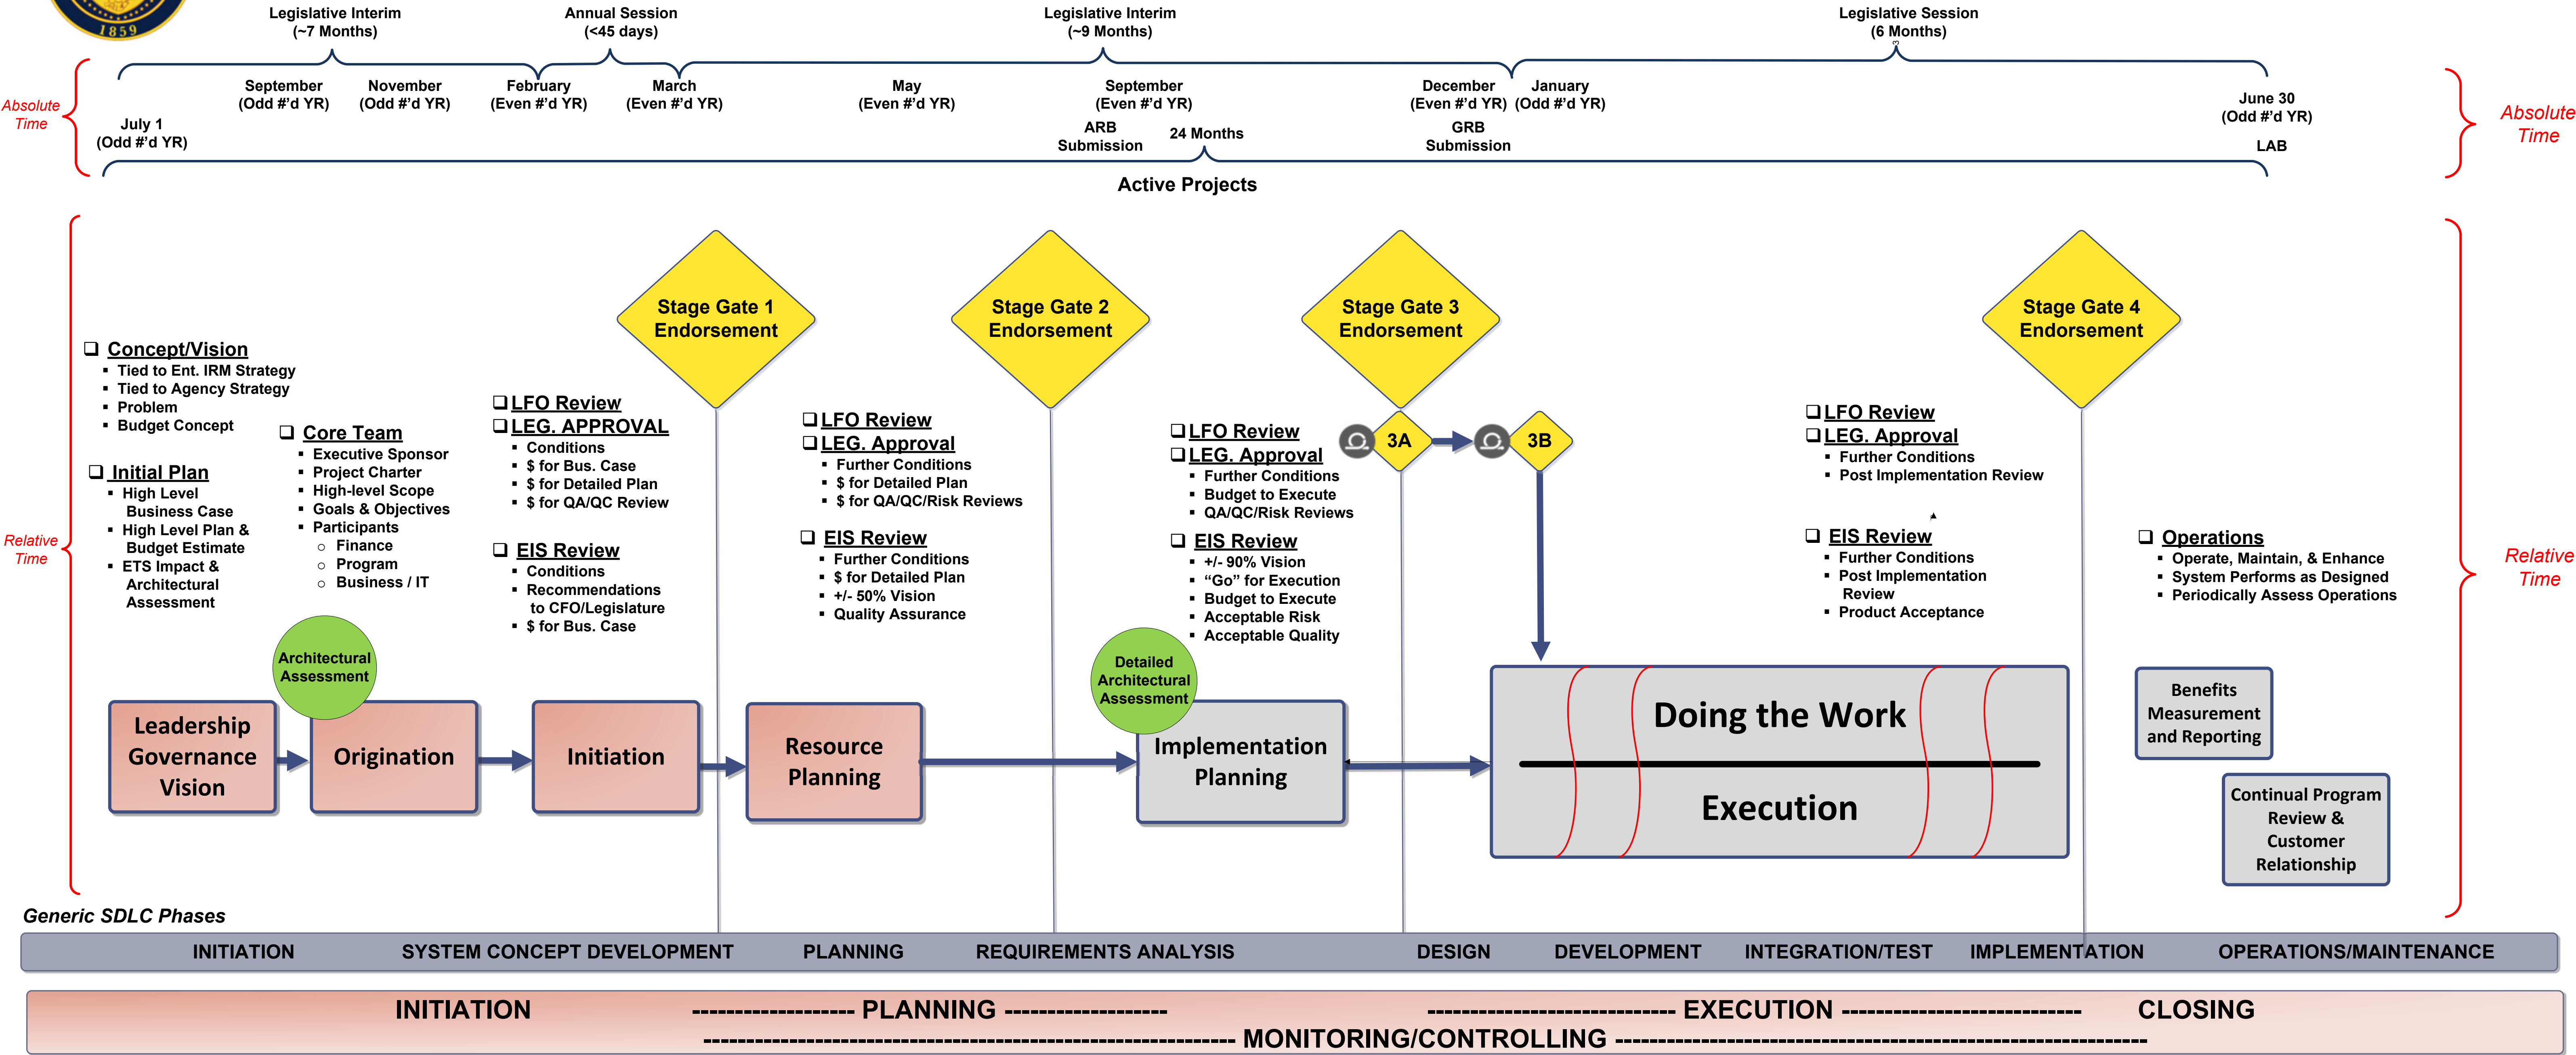 1859
Legislative Interim
(~7 Months)
Annual Session
(<45 days)
Legislative Interim
(~9 Months)
Legislative Session
(6 Months)
3
Absolute
Time
July 1
(Odd #'d YR)
September
(Odd #'d YR)
November
(Odd #'d YR)
February
(Even #'d YR)
March
(Even #'d YR)
May
(Even #'d YR)
September
(Even #'d YR)
December
(Even #'d YR)
January
(Odd #'d YR)
June 30
(Odd #'d YR)
ARB
Submission
24 Months
GRB
Submission
LAB
Absolute
Time
Active Projects
Stage Gate 1
Endorsement
Stage Gate 2
Endorsement
Stage Gate 3
Endorsement
Stage Gate 4
Endorsement
3A
3B
Relative
Time
❑ Concept/Vision
▪ Tied to Ent. IRM Strategy
▪ Tied to Agency Strategy
▪ Problem
▪ Budget Concept
❑ Initial Plan
▪ High Level
Business Case
▪ High Level Plan &
Budget Estimate
▪ ETS Impact &
Architectural
Assessment
❑ Core Team
▪ Executive Sponsor
▪ Project Charter
▪ High-level Scope
▪ Goals & Objectives
▪ Participants
o Finance
o Program
o Business / IT
❑ LFO Review
❑ LEG. APPROVAL
▪ Conditions
▪ $ for Bus. Case
▪ $ for Detailed Plan
▪ $ for QA/QC Review
❑ EIS Review
▪ Conditions
▪ Recommendations
to CFO/Legislature
▪ $ for Bus. Case
❑ LFO Review
❑ LEG. Approval
▪ Further Conditions
▪ $ for Detailed Plan
▪ $ for QA/QC/Risk Reviews
❑ EIS Review
▪ Further Conditions
▪ $ for Detailed Plan
▪ +/- 50% Vision
▪ Quality Assurance
❑ LFO Review
❑ LEG. Approval
▪ Further Conditions
▪ Budget to Execute
▪ QA/QC/Risk Reviews
❑ EIS Review
▪ +/- 90% Vision
▪ “Go” for Execution
▪ Budget to Execute
▪ Acceptable Risk
▪ Acceptable Quality
❑ LFO Review
❑ LEG. Approval
▪ Further Conditions
▪ Post Implementation Review
❑ EIS Review
▪ Further Conditions
▪ Post Implementation
Review
▪ Product Acceptance
❑ Operations
▪ Operate, Maintain, & Enhance
▪ System Performs as Designed
▪ Periodically Assess Operations
Relative
Time
Architectural
Assessment
Detailed
Architectural
Assessment
Leadership
Governance
Vision
Origination
Initiation
Resource
Planning
Implementation
Planning
Doing the Work
Execution
Benefits
Measurement
and Reporting
Continual Program
Review &
Customer
Relationship
Generic SDLC Phases
INITIATION SYSTEM CONCEPT DEVELOPMENT PLANNING REQUIREMENTS ANALYSIS DESIGN DEVELOPMENT INTEGRATION/TEST IMPLEMENTATION OPERATIONS/MAINTENANCE
INITIATION ------------------- PLANNING ------------------- ----------------------------- EXECUTION ---------------------------- CLOSING
-------------------------------------------------------------- MONITORING/CONTROLLING --------------------------------------------------------------